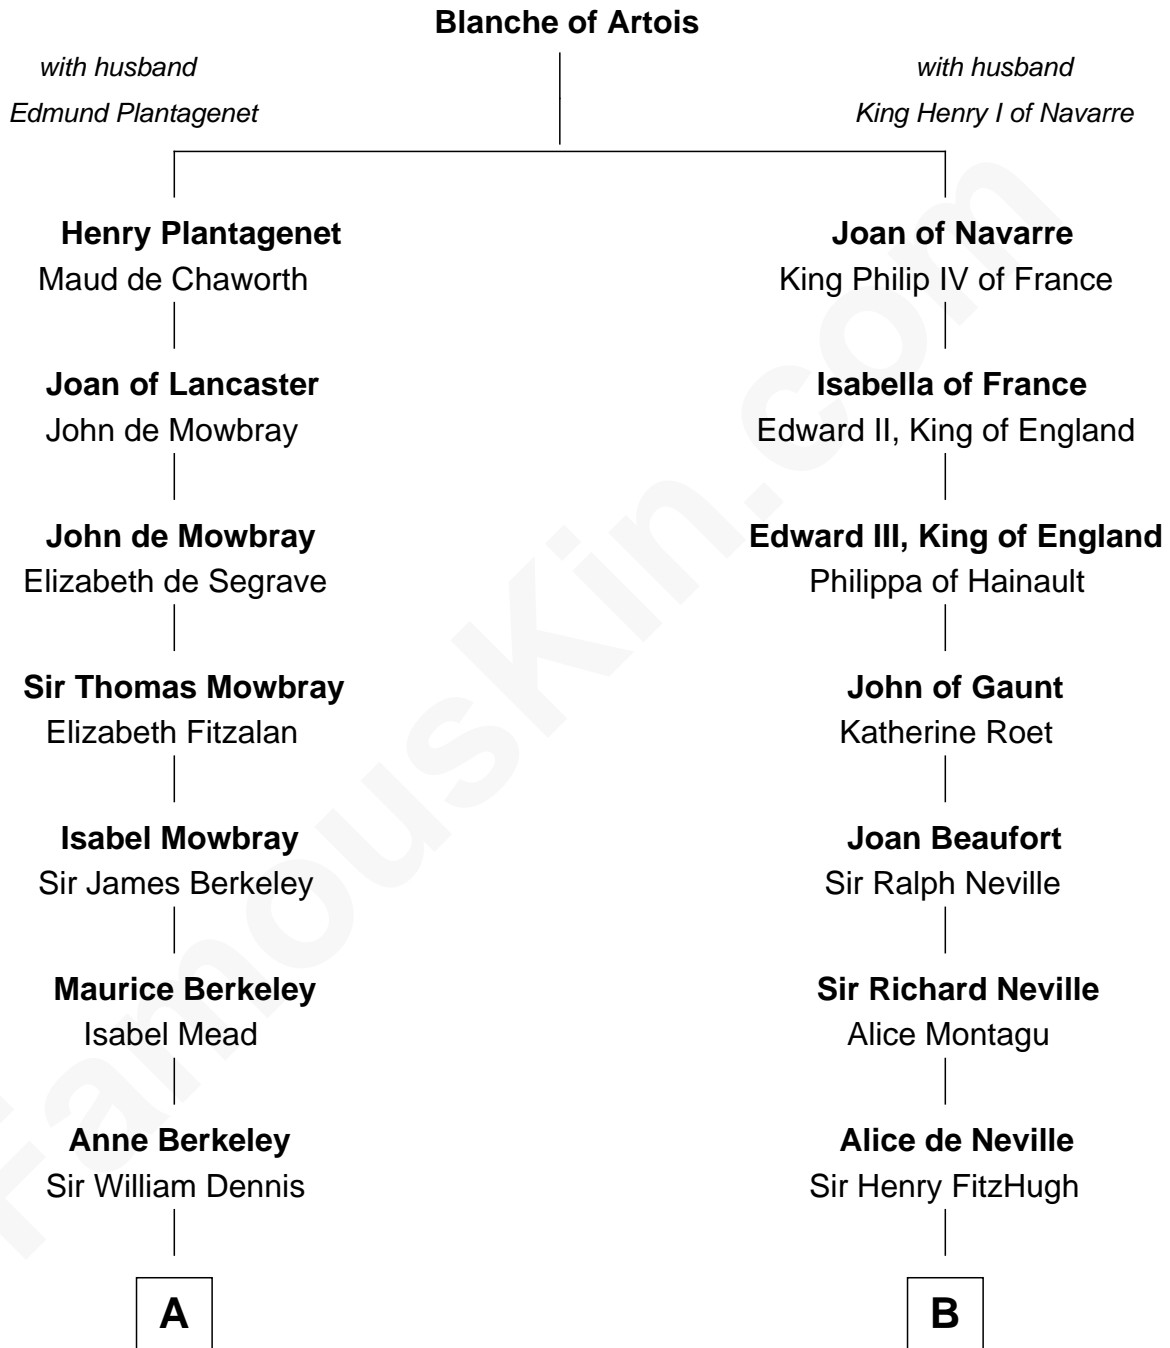 Blanche of Artois
with husband
Edmund Plantagenet
with husband
King Henry I of Navarre
Henry Plantagenet
Maud de Chaworth
Joan of Navarre
King Philip IV of France
Joan of Lancaster
John de Mowbray
Isabella of France
Edward II, King of England
John de Mowbray
Elizabeth de Segrave
Edward III, King of England
Philippa of Hainault
Sir Thomas Mowbray
Elizabeth Fitzalan
John of Gaunt
Katherine Roet
Isabel Mowbray
Sir James Berkeley
Joan Beaufort
Sir Ralph Neville
Maurice Berkeley
Isabel Mead
Sir Richard Neville
Alice Montagu
Anne Berkeley
Sir William Dennis
Alice de Neville
Sir Henry FitzHugh
A
B
FamousKin.com